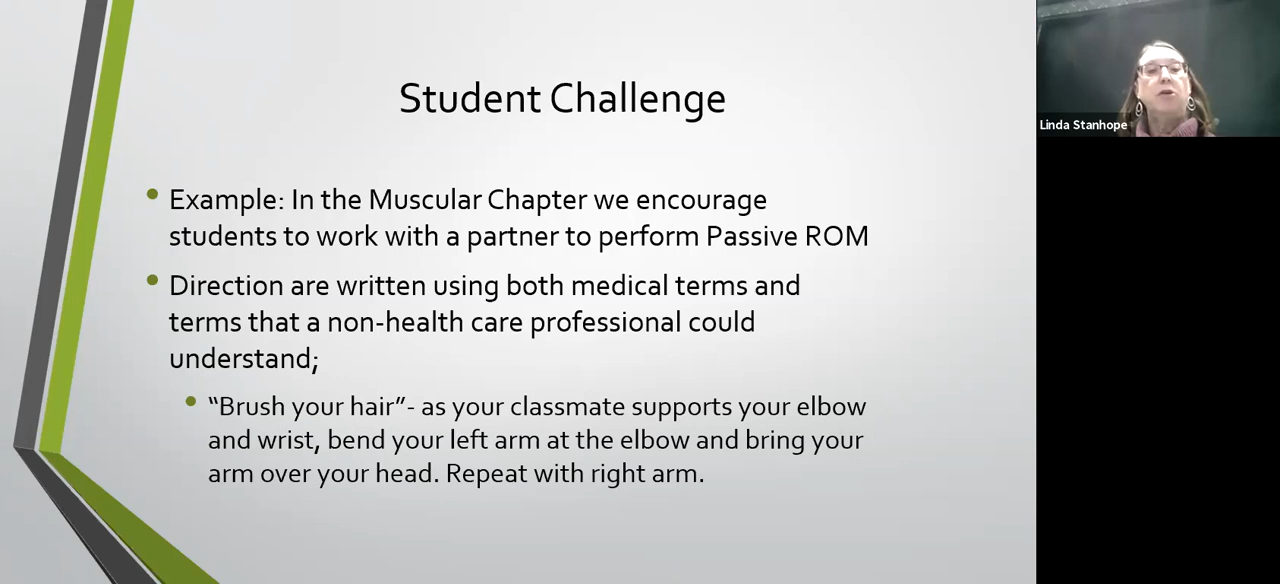 Student Challenge
Example: In the Muscular Chapter we encourage
students to work with a partner to perform Passive ROM
Direction are written using both medical terms and
terms that a non-health care professional could
understand;
“Brush your hair”- as your classmate supports your elbow
and wrist, bend your left arm at the elbow and bring your
arm over your head. Repeat with right arm.
Linda Stanhope